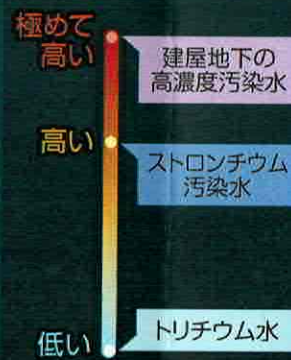 極めて
高い
建屋地下の
高濃度汚染水
高い
ストロンチウム
汚染水
低い
トリチウム水